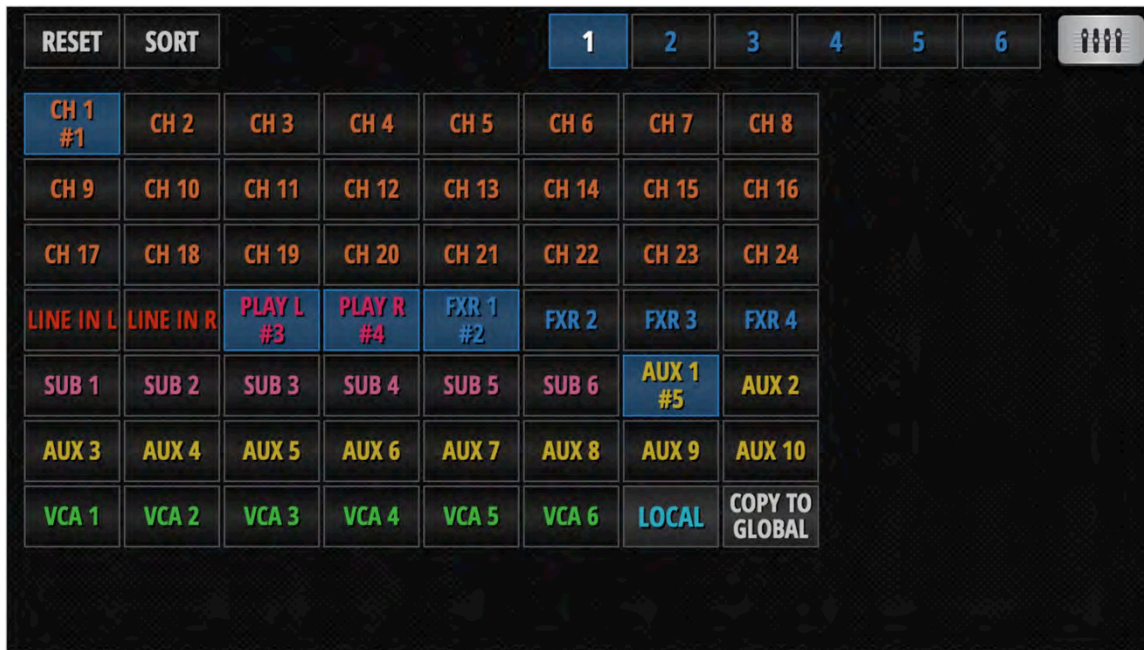 RESET SORT 1 2 3 4 5 6
CH 1 #1 CH 2 CH 3 CH 4 CH 5 CH 6 CH 7 CH 8
CH 9 CH 10 CH 11 CH 12 CH 13 CH 14 CH 15 CH 16
CH 17 CH 18 CH 19 CH 20 CH 21 CH 22 CH 23 CH 24
LINE IN L LINE IN R PLAY L #3 PLAY R #4 FXR 1 #2 FXR 2 FXR 3 FXR 4
SUB 1 SUB 2 SUB 3 SUB 4 SUB 5 SUB 6 AUX 1 #5 AUX 2
AUX 3 AUX 4 AUX 5 AUX 6 AUX 7 AUX 8 AUX 9 AUX 10
VCA 1 VCA 2 VCA 3 VCA 4 VCA 5 VCA 6 LOCAL COPY TO GLOBAL